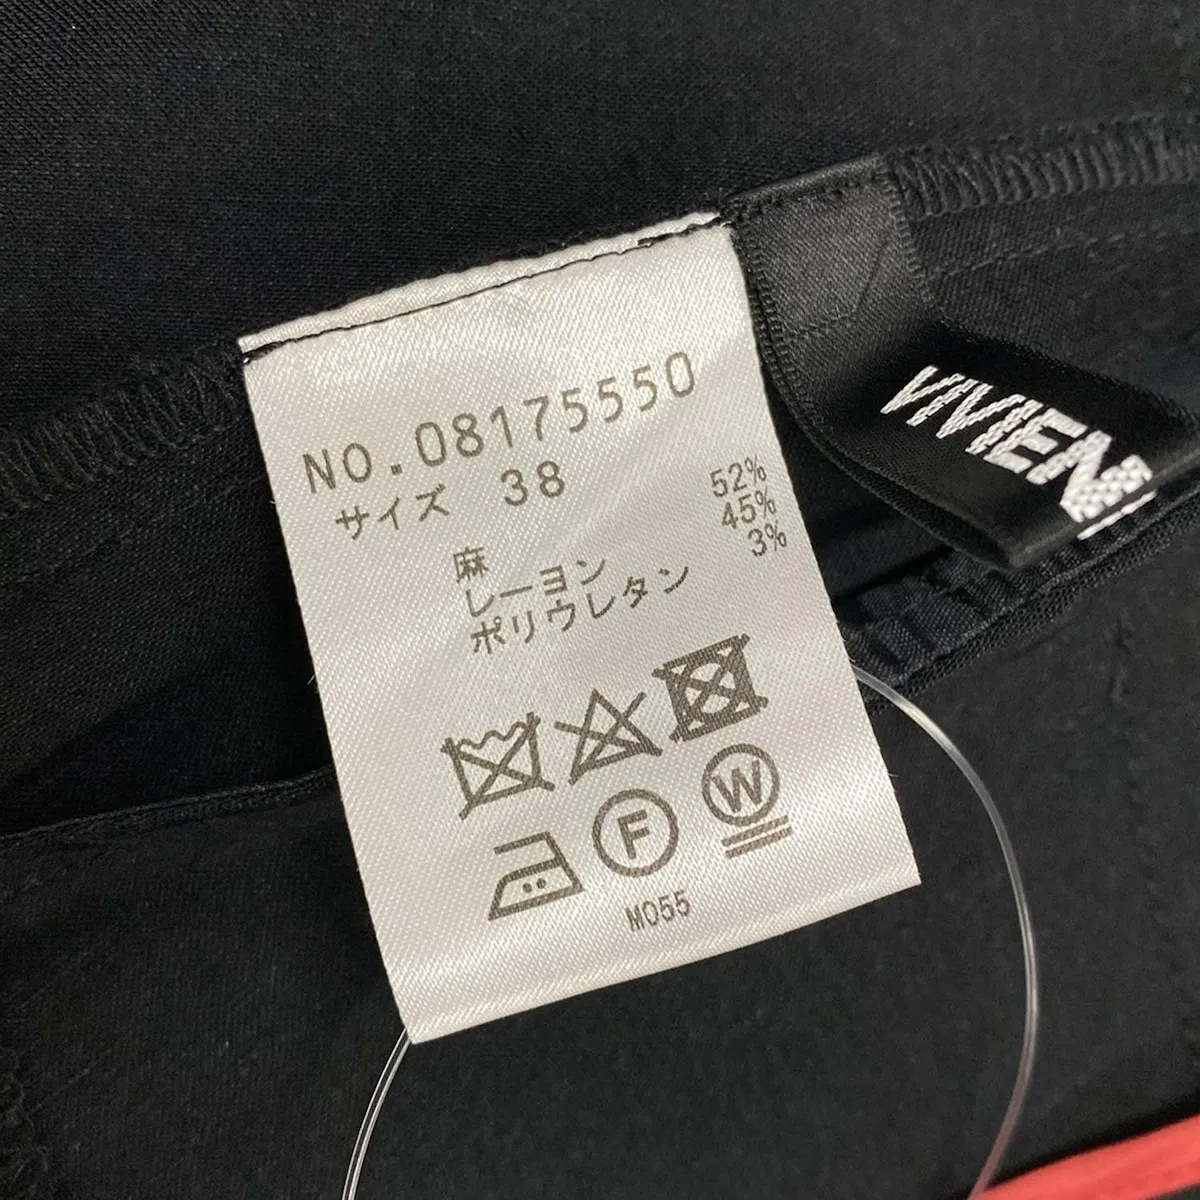 NO.08175550
サイズ 38
麻 52%
レーヨン 45%
ポリウレタン 3%
F
W
M055
VIVIEN